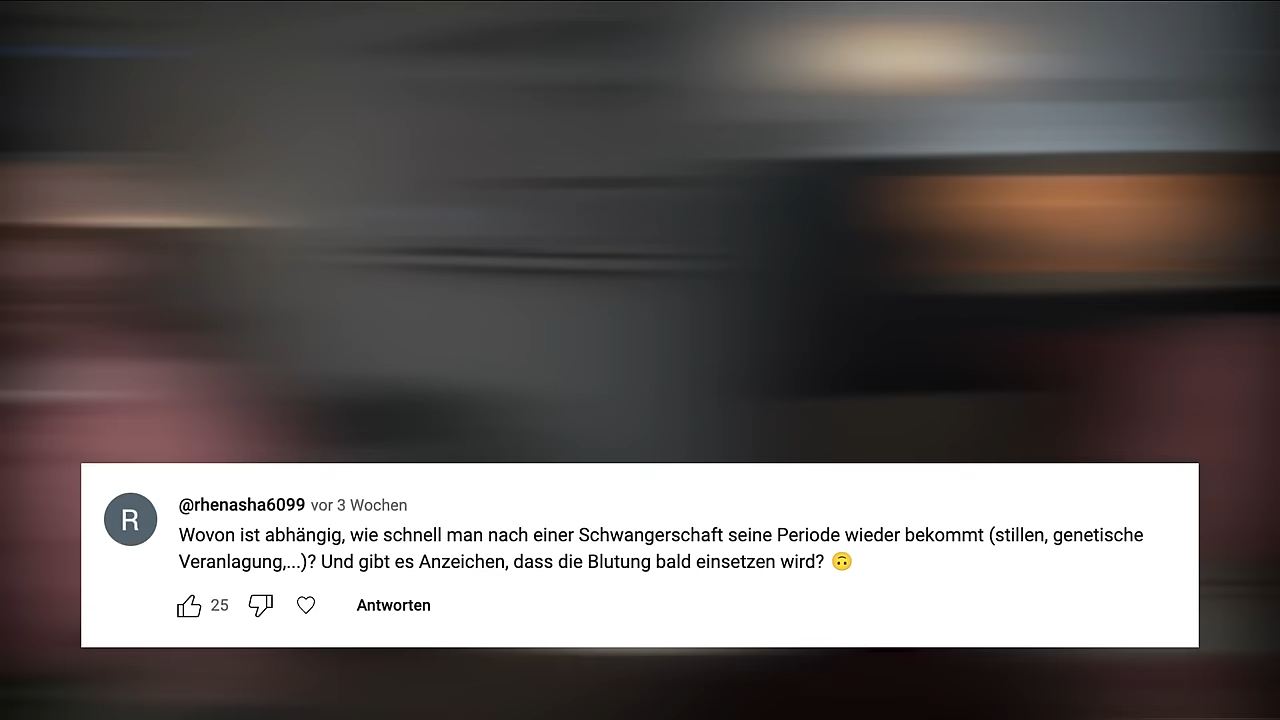 R
@rhenasha6099 vor 3 Wochen
Wovon ist abhängig, wie schnell man nach einer Schwangerschaft seine Periode wieder bekommt (stillen, genetische
Veranlagung,...)? Und gibt es Anzeichen, dass die Blutung bald einsetzen wird? 🙃
25 Antworten